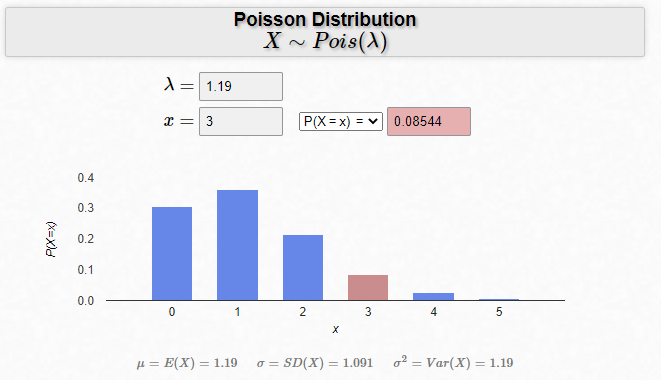 Poisson Distribution
X ∼ Pois(λ)
λ = 1.19
x = 3 P(X = x) = 0.08544
0.4
0.3
0.2
0.1
0.0
P(X=x)
0 1 2 3 4 5
x
μ = E(X) = 1.19 σ = SD(X) = 1.091 σ² = Var(X) = 1.19